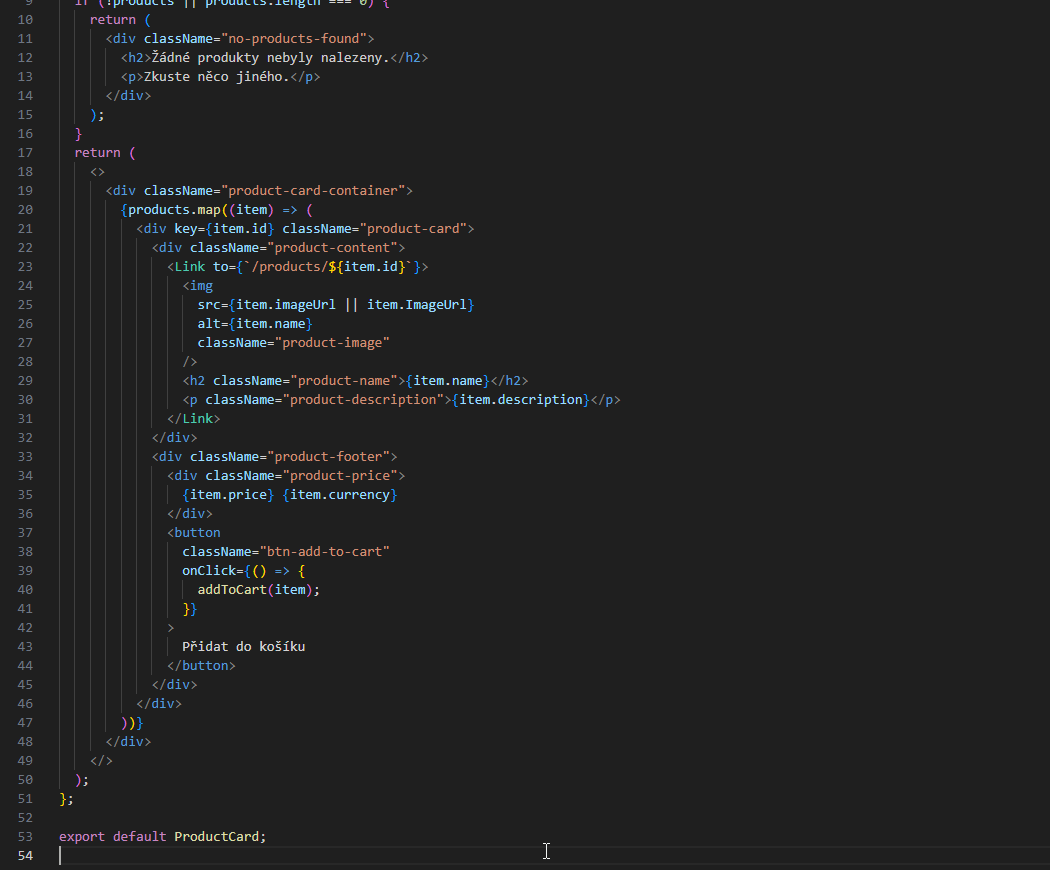 9 if (!products || products.length === 0) {
10 return (
11 <div className="no-products-found">
12 <h2>Žádné produkty nebyly nalezeny.</h2>
13 <p>Zkuste něco jiného.</p>
14 </div>
15 );
16 }
17 return (
18 <>
19 <div className="product-card-container">
20 {products.map((item) => (
21 <div key={item.id} className="product-card">
22 <div className="product-content">
23 <Link to={`/products/${item.id}`}>
24 <img
25 src={item.imageUrl || item.ImageUrl}
26 alt={item.name}
27 className="product-image"
28 />
29 <h2 className="product-name">{item.name}</h2>
30 <p className="product-description">{item.description}</p>
31 </Link>
32 </div>
33 <div className="product-footer">
34 <div className="product-price">
35 {item.price} {item.currency}
36 </div>
37 <button
38 className="btn-add-to-cart"
39 onClick={() => {
40 addToCart(item);
41 }}
42 >
43 Přidat do košíku
44 </button>
45 </div>
46 </div>
47 ))}
48 </div>
49 </>
50 );
51 };
52
53 export default ProductCard;
54